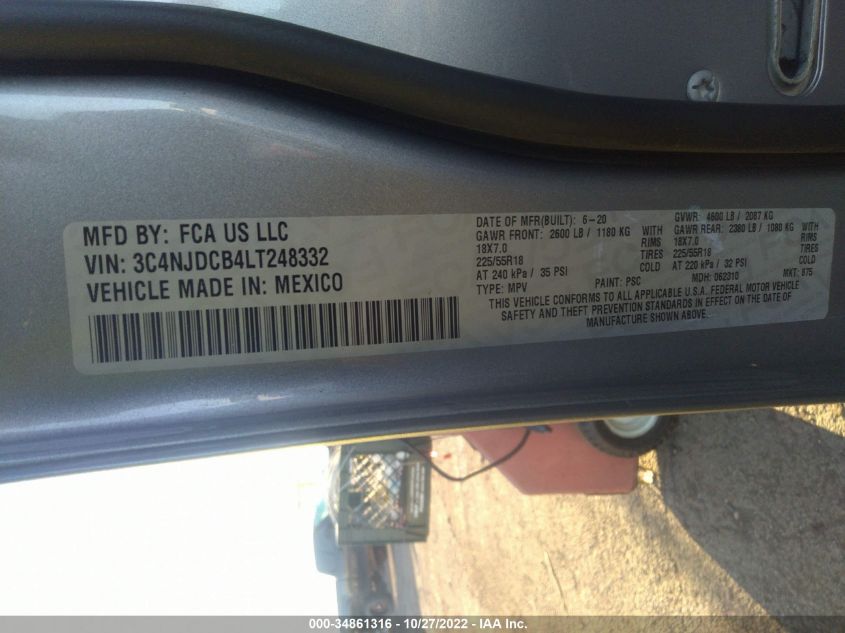 MFD BY: FCA US LLC
VIN: 3C4NJDCB4LT248332
VEHICLE MADE IN: MEXICO
DATE OF MFR(BUILT): 6-20 GVWR: 4600 LB / 2087 KG
GAWR FRONT: 2600 LB / 1180 KG WITH GAWR REAR: 2380 LB / 1080 KG WITH
18X7.0 RIMS 18X7.0 RIMS
225/55R18 TIRES 225/55R18 TIRES
AT 240 kPa / 35 PSI COLD AT 220 kPa / 32 PSI COLD
TYPE: MPV PAINT: PSC MDH: 062310 MKT: 875
THIS VEHICLE CONFORMS TO ALL APPLICABLE U.S.A. FEDERAL MOTOR VEHICLE
SAFETY AND THEFT PREVENTION STANDARDS IN EFFECT ON THE DATE OF
MANUFACTURE SHOWN ABOVE.
000-34861316 - 10/27/2022 - IAA Inc.